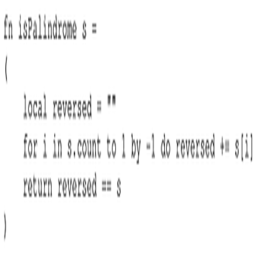 fn isPalindrome s =
(
    local reversed = ""
    for i in s.count to 1 by -1 do reversed += s[i]
    return reversed == s
)